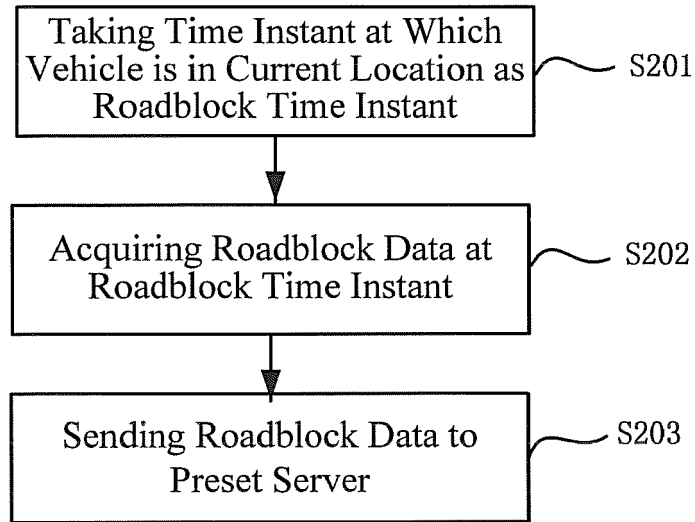 Taking Time Instant at Which
Vehicle is in Current Location as
Roadblock Time Instant
S201
Acquiring Roadblock Data at
Roadblock Time Instant
S202
Sending Roadblock Data to
Preset Server
S203